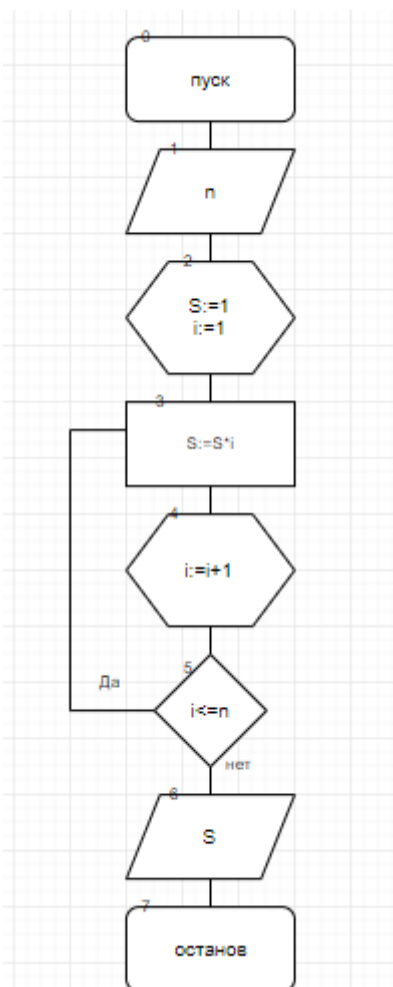 0
пуск
1
n
2
S:=1
i:=1
3
S:=S*i
4
i:=i+1
5
Да
i<=n
нет
6
S
7
останов